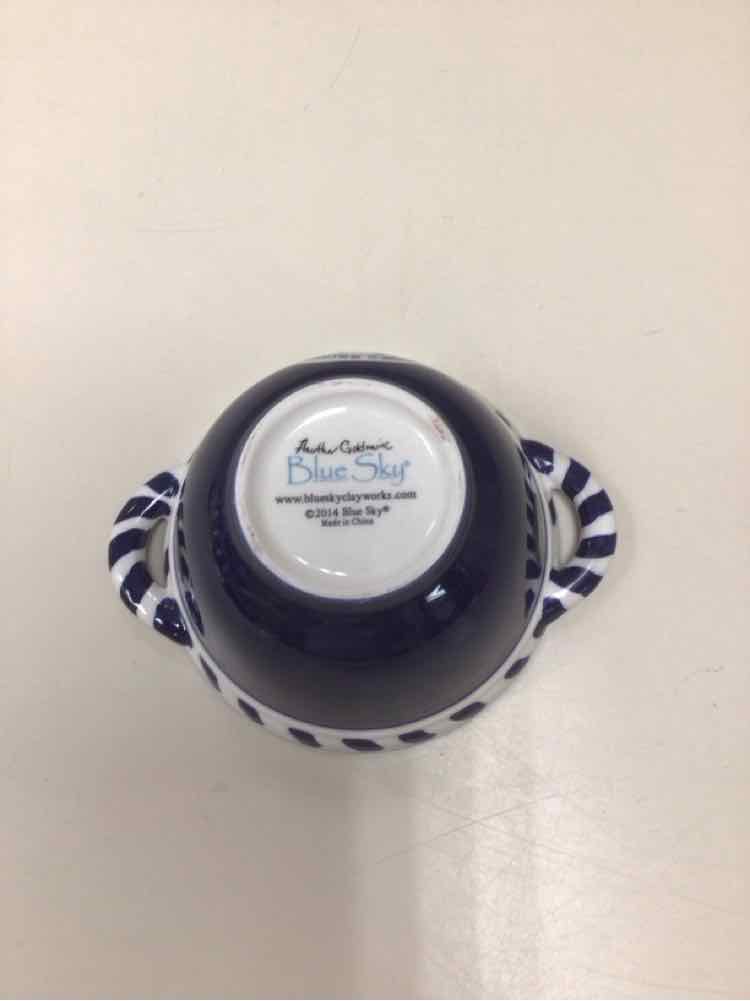 Heather Goldminc
Blue Sky®
www.blueskyclayworks.com
©2014 Blue Sky®
Made in China